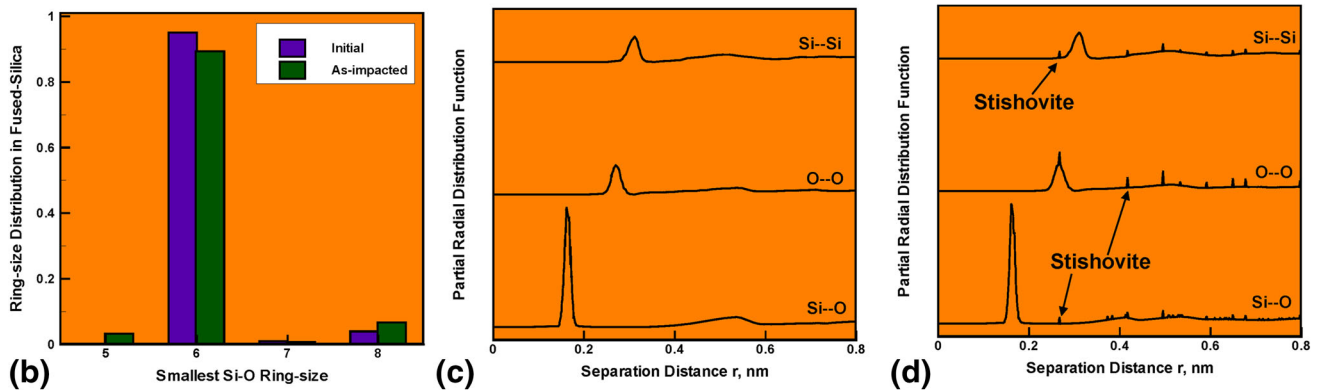 Ring-size Distribution in Fused-Silica
1
0.8
0.6
0.4
0.2
0
Initial
As-impacted
5 6 7 8
Smallest Si-O Ring-size
(b)
Partial Radial Distribution Function
Si--Si
O--O
Si--O
0 0.2 0.4 0.6 0.8
Separation Distance r, nm
(c)
Partial Radial Distribution Function
Si--Si
Stishovite
O--O
Stishovite
Si--O
0 0.2 0.4 0.6 0.8
Separation Distance r, nm
(d)